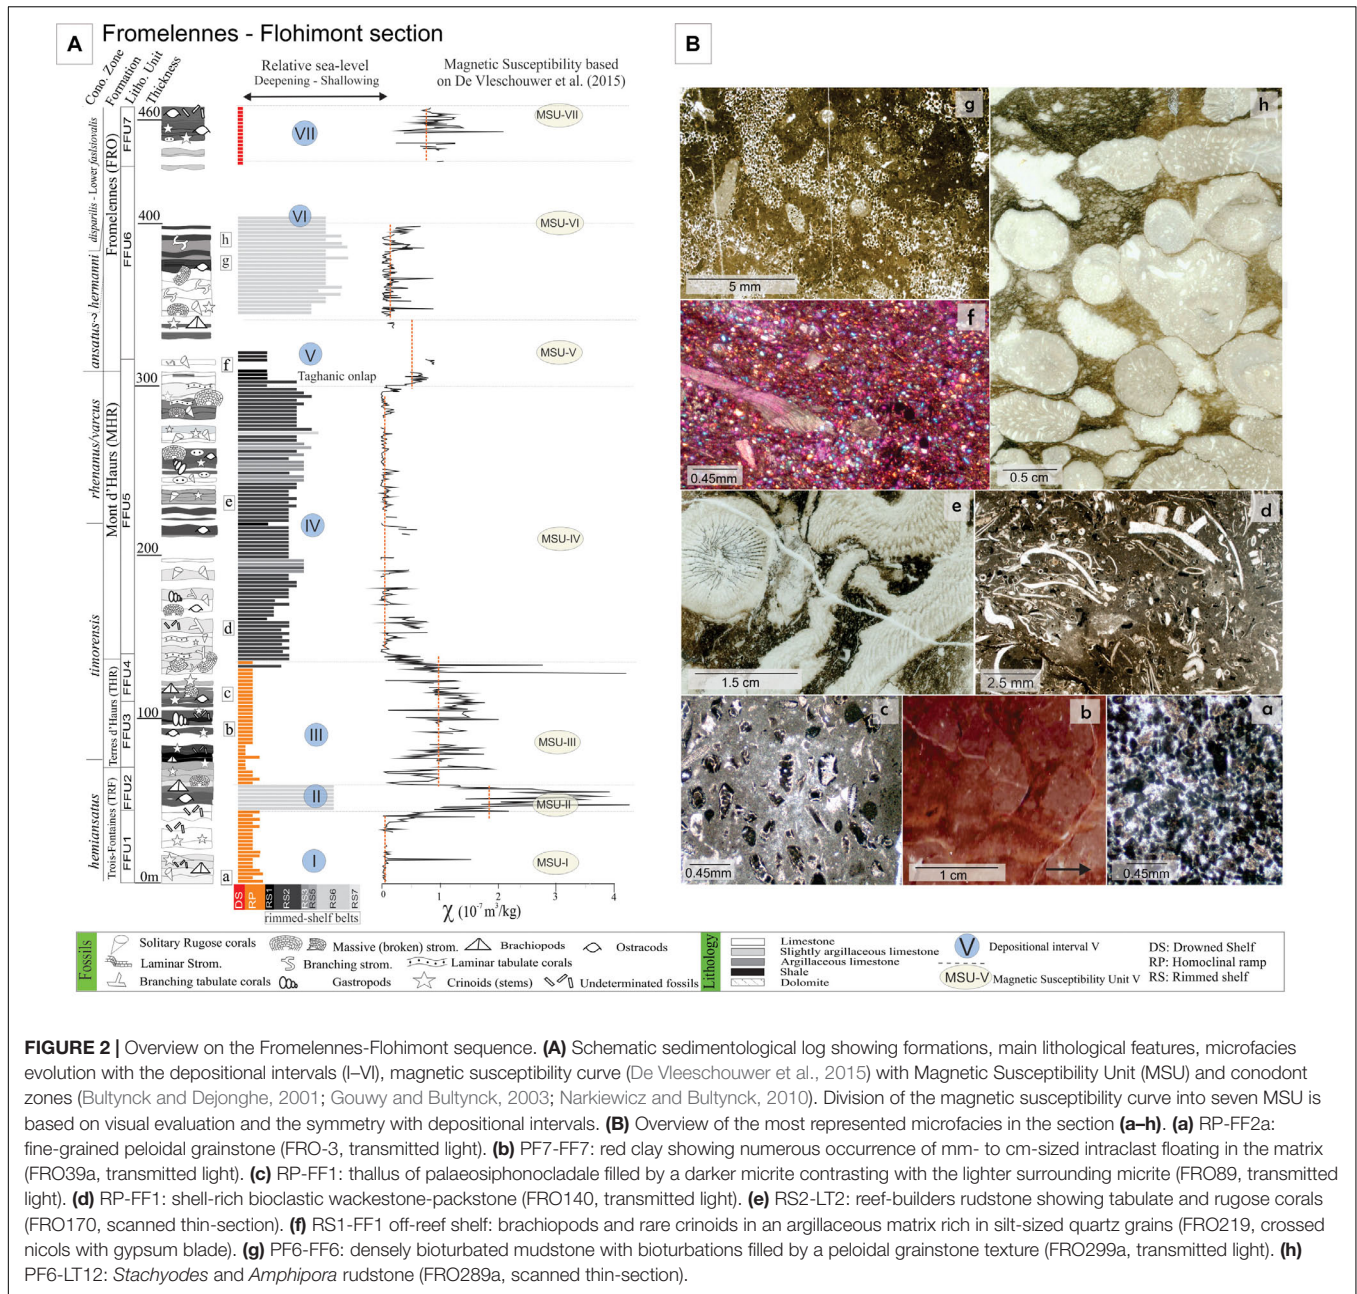 A
Fromelennes - Flohimont section
B
Cono. Zone
Formation
Litho. Unit
Thickness
Relative sea-level
Deepening - Shallowing
Magnetic Susceptibility based
on De Vleschouwer et al. (2015)
disparilis - Lower falsiovalis
ansatus-> hermanni
rhenanus/varcus
timorensis
hemiansatus
Fromelennes (FRO)
Mont d'Haurs (MHR)
Terres d'Haurs (THR)
Trois-Fontaines (TRF)
FFU7
FFU6
FFU5
FFU4
FFU3
FFU2
FFU1
460
400
300
200
100
0m
h
g
f
e
d
c
b
a
VII
VI
V
Taghanic onlap
IV
III
II
I
MSU-VII
MSU-VI
MSU-V
MSU-IV
MSU-III
MSU-II
MSU-I
DS
RP
RS1
RS2
RS3
RS5
RS6
RS7
rimmed-shelf belts
0 1 2 3 4
χ (10⁻⁷ m³/kg)
g
5 mm
h
0.5 cm
f
0.45mm
e
1.5 cm
d
2.5 mm
c
0.45mm
b
1 cm
a
0.45mm
Fossils
Solitary Rugose corals
Massive (broken) strom.
Brachiopods
Ostracods
Laminar Strom.
Branching strom.
Laminar tabulate corals
Branching tabulate corals
Gastropods
Crinoids (stems)
Undeterminated fossils
Lithology
Limestone
Slightly argillaceous limestone
Argillaceous limestone
Shale
Dolomite
V
Depositional interval V
MSU-V
Magnetic Susceptibility Unit V
DS: Drowned Shelf
RP: Homoclinal ramp
RS: Rimmed shelf
FIGURE 2 | Overview on the Fromelennes-Flohimont sequence. (A) Schematic sedimentological log showing formations, main lithological features, microfacies
evolution with the depositional intervals (I–VI), magnetic susceptibility curve (De Vleeschouwer et al., 2015) with Magnetic Susceptibility Unit (MSU) and conodont
zones (Bultynck and Dejonghe, 2001; Gouwy and Bultynck, 2003; Narkiewicz and Bultynck, 2010). Division of the magnetic susceptibility curve into seven MSU is
based on visual evaluation and the symmetry with depositional intervals. (B) Overview of the most represented microfacies in the section (a–h). (a) RP-FF2a:
fine-grained peloidal grainstone (FRO-3, transmitted light). (b) PF7-FF7: red clay showing numerous occurrence of mm- to cm-sized intraclast floating in the matrix
(FRO39a, transmitted light). (c) RP-FF1: thallus of palaeosiphonocladale filled by a darker micrite contrasting with the lighter surrounding micrite (FRO89, transmitted
light). (d) RP-FF1: shell-rich bioclastic wackestone-packstone (FRO140, transmitted light). (e) RS2-LT2: reef-builders rudstone showing tabulate and rugose corals
(FRO170, scanned thin-section). (f) RS1-FF1 off-reef shelf: brachiopods and rare crinoids in an argillaceous matrix rich in silt-sized quartz grains (FRO219, crossed
nicols with gypsum blade). (g) PF6-FF6: densely bioturbated mudstone with bioturbations filled by a peloidal grainstone texture (FRO299a, transmitted light). (h)
PF6-LT12: Stachyodes and Amphipora rudstone (FRO289a, scanned thin-section).